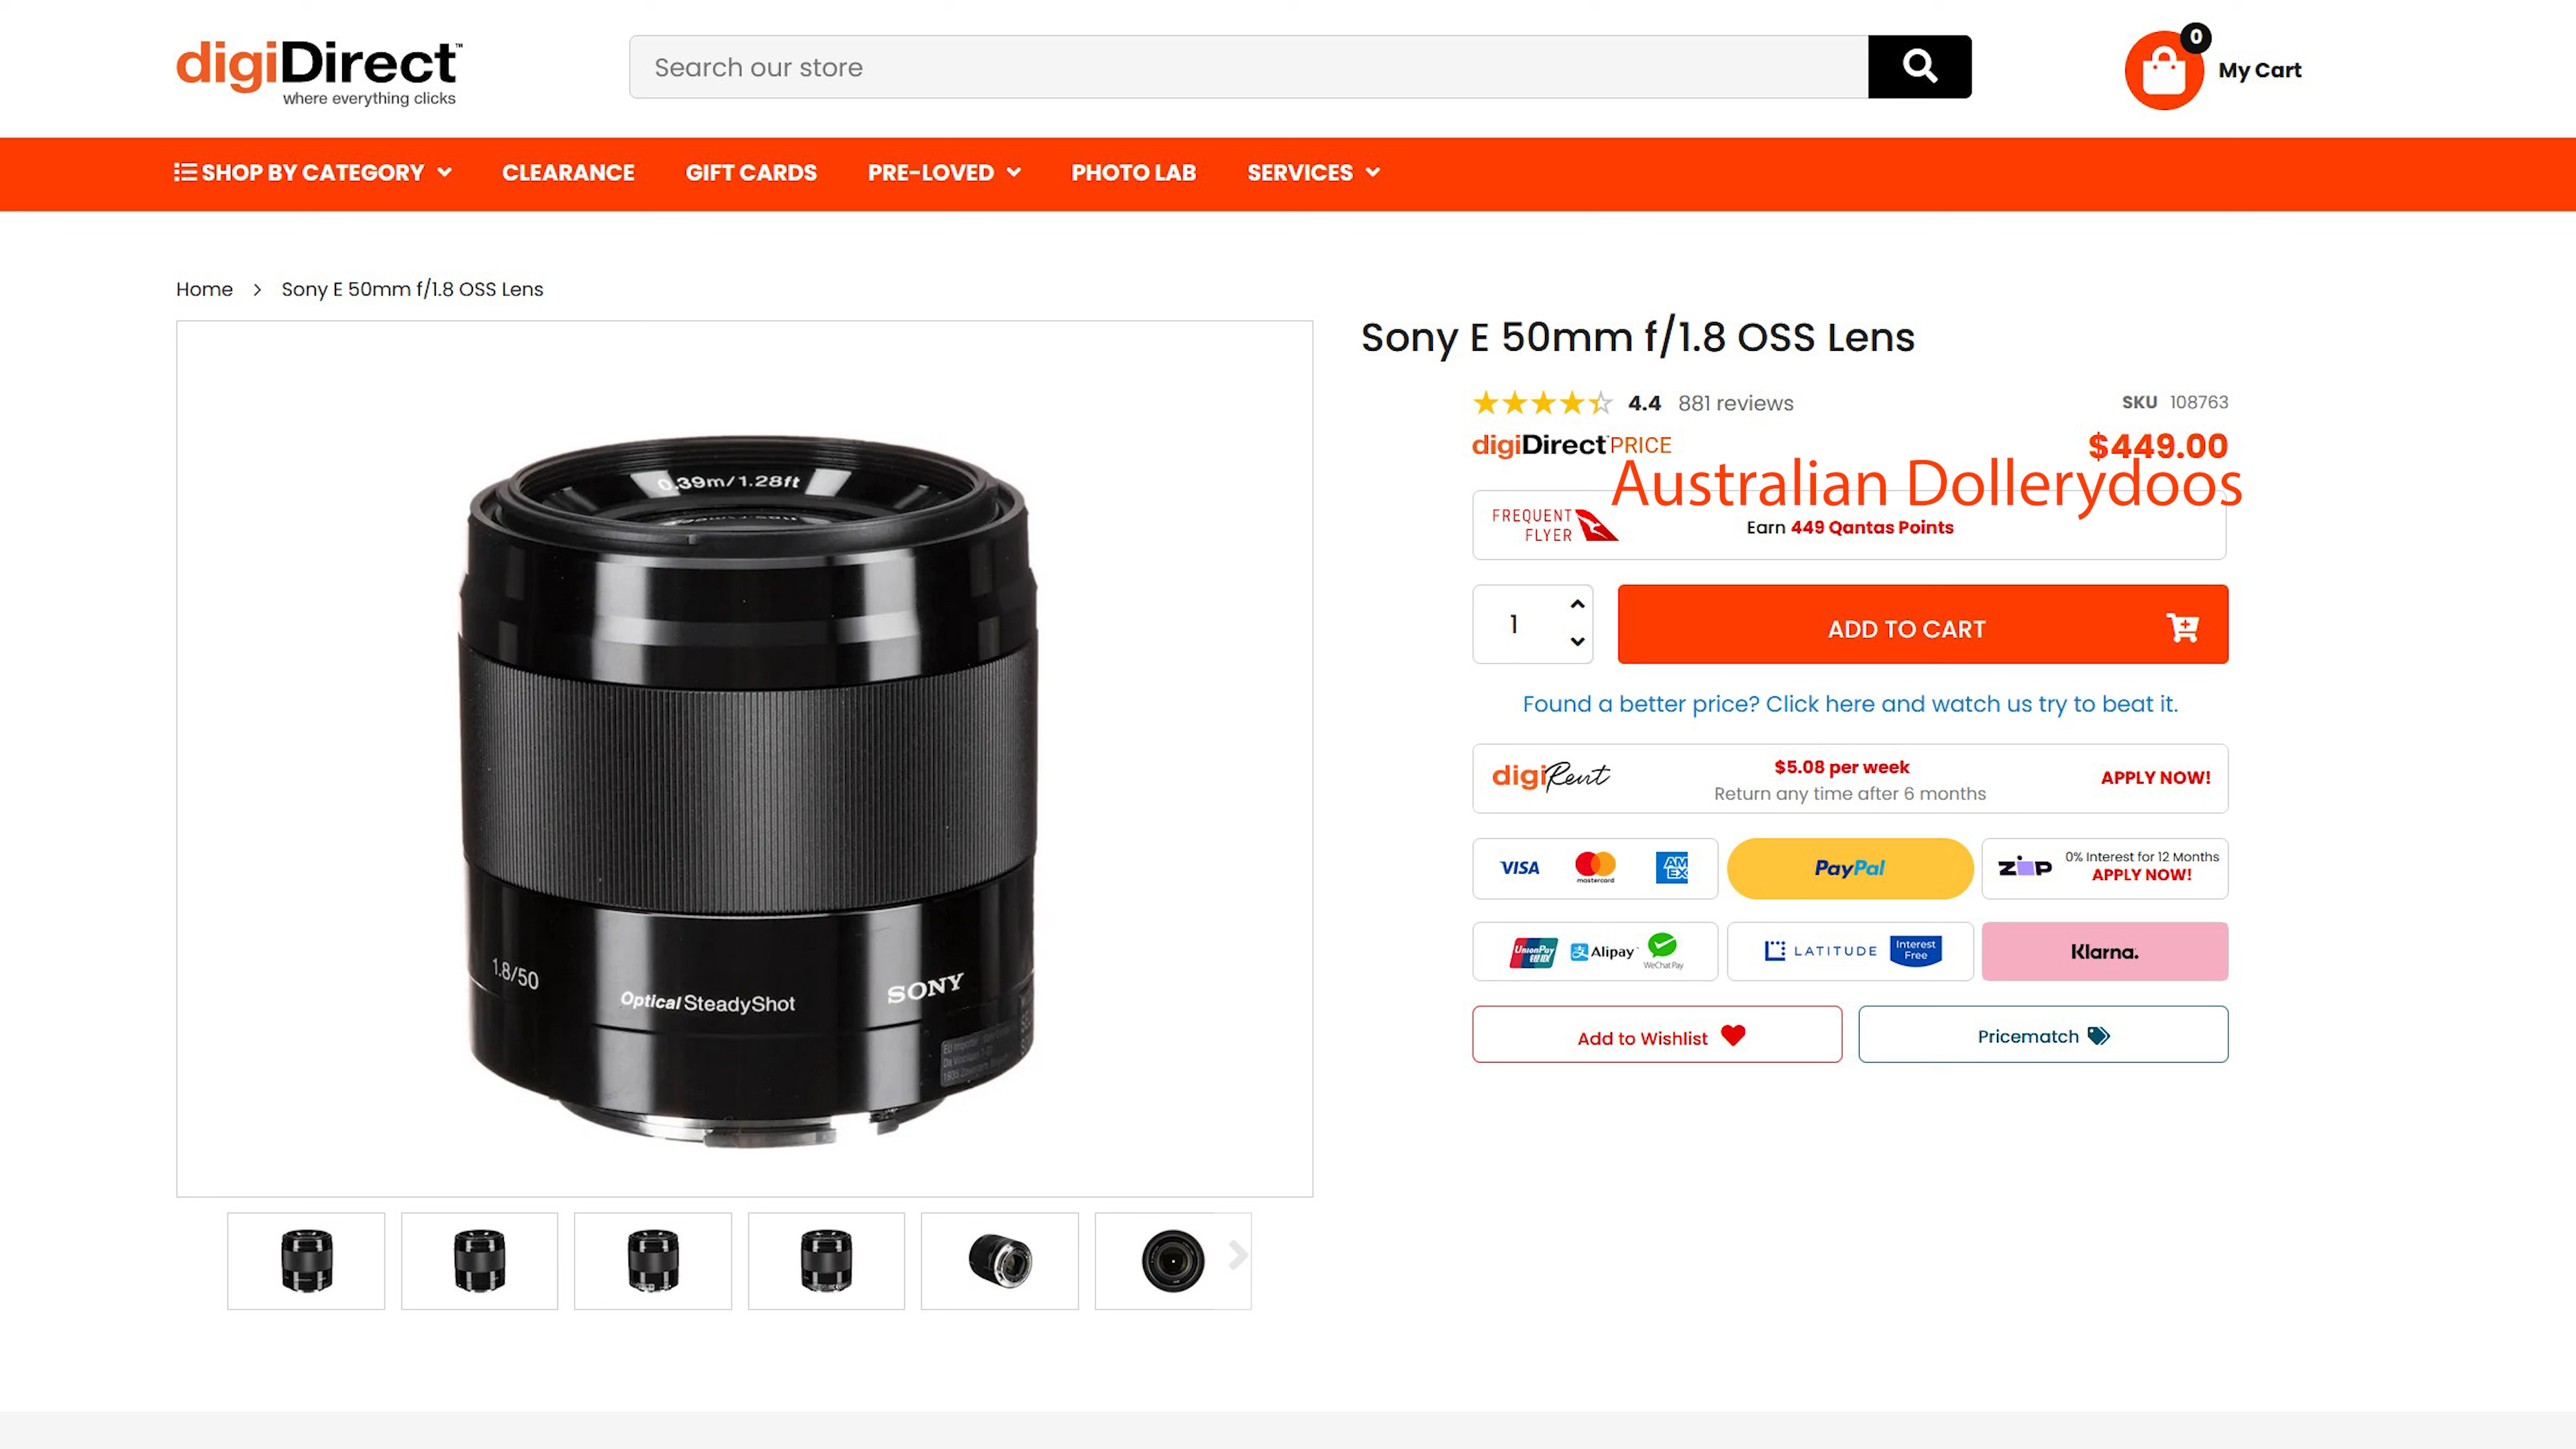 digiDirect™
where everything clicks
Search our store
0
My Cart
SHOP BY CATEGORY
CLEARANCE
GIFT CARDS
PRE-LOVED
PHOTO LAB
SERVICES
Home > Sony E 50mm f/1.8 OSS Lens
0.39m/1.28ft
1.8/50
Optical SteadyShot
SONY
Sony E 50mm f/1.8 OSS Lens
4.4 881 reviews
SKU 108763
digiDirect PRICE
$449.00
Australian Dollerydoos
FREQUENT
FLYER
Earn 449 Qantas Points
1
ADD TO CART
Found a better price? Click here and watch us try to beat it.
digiRent
$5.08 per week
Return any time after 6 months
APPLY NOW!
VISA
mastercard
AMEX
PayPal
zip
0% Interest for 12 Months
APPLY NOW!
UnionPay
银联
Alipay
WeChat Pay
LATITUDE
Interest
Free
Klarna.
Add to Wishlist
Pricematch